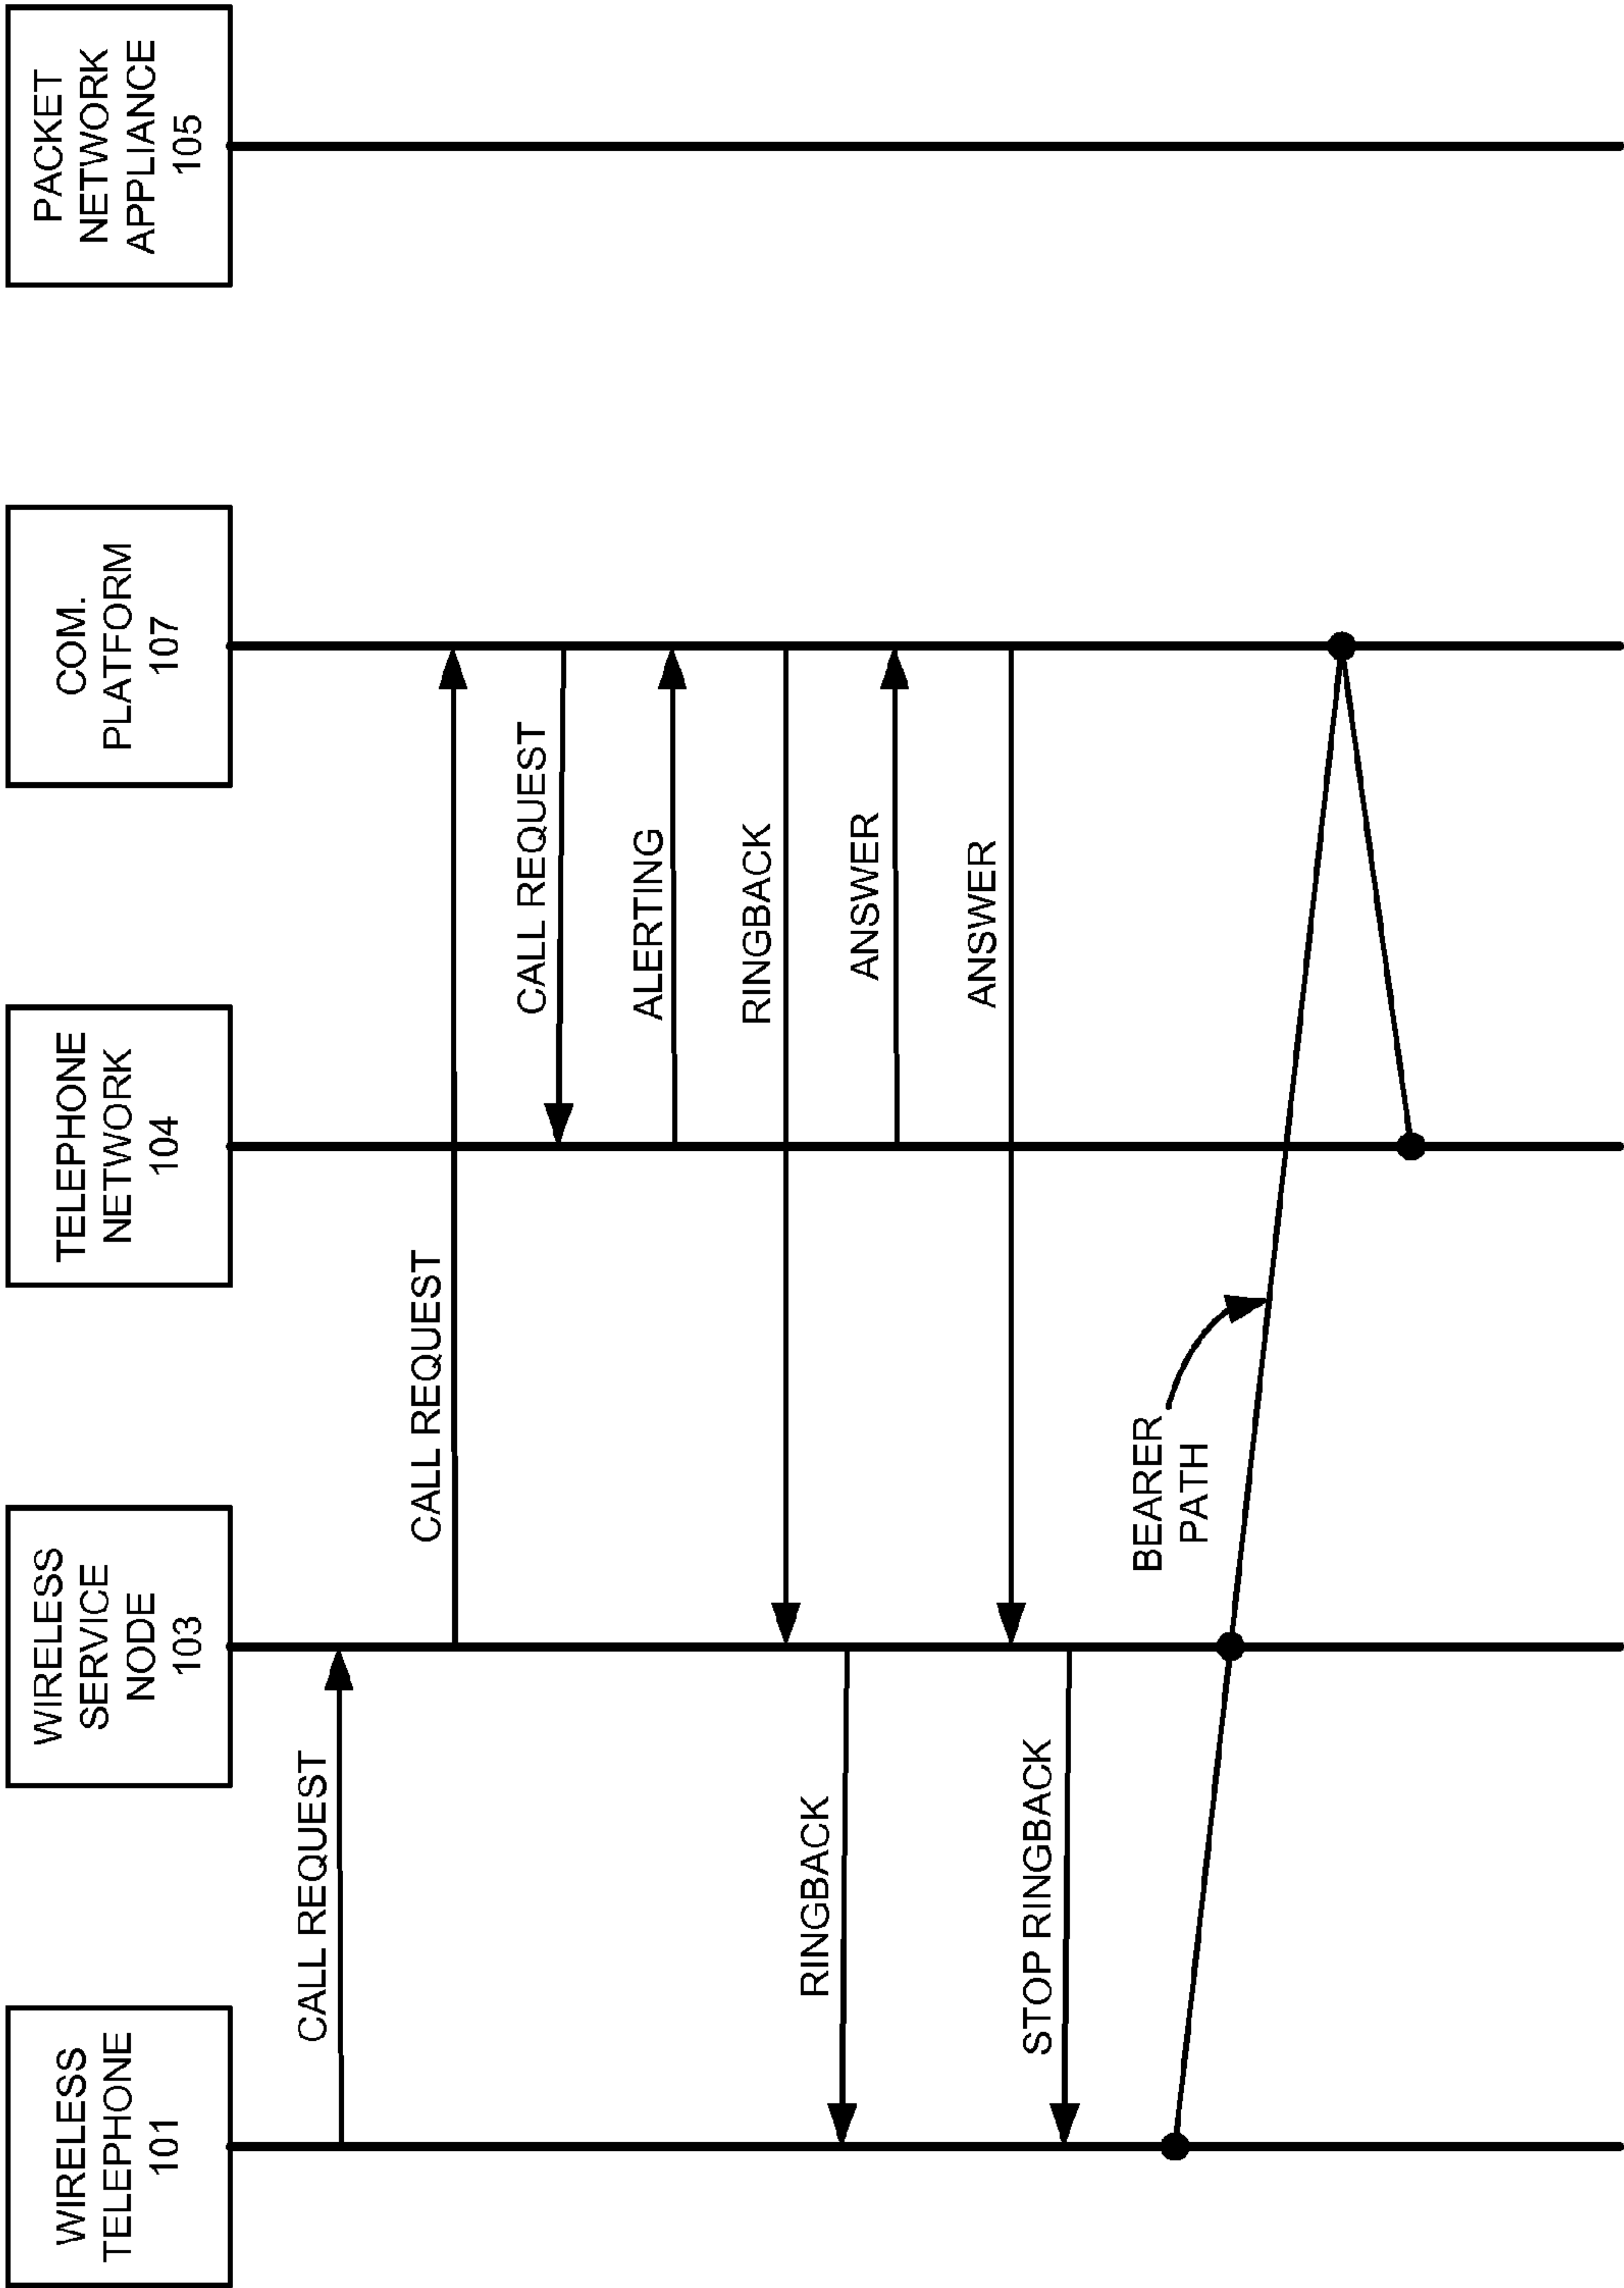 WIRELESS
TELEPHONE
101
WIRELESS
SERVICE
NODE
103
TELEPHONE
NETWORK
104
COM.
PLATFORM
107
PACKET
NETWORK
APPLIANCE
105
CALL REQUEST
CALL REQUEST
CALL REQUEST
ALERTING
RINGBACK
RINGBACK
ANSWER
ANSWER
STOP RINGBACK
BEARER
PATH